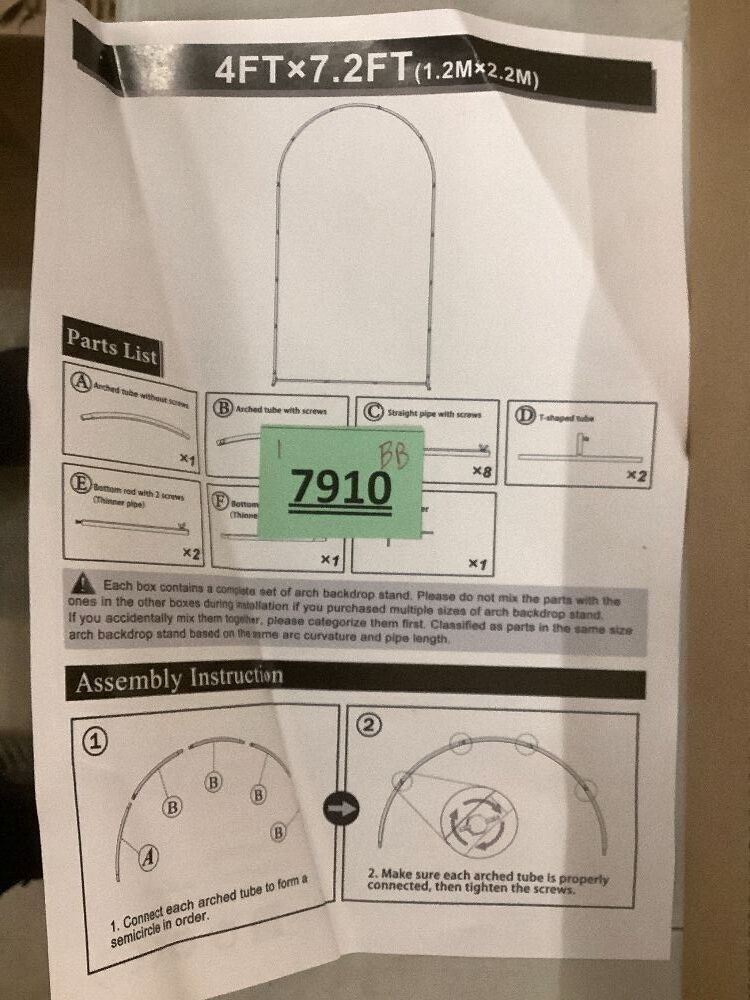 4FT×7.2FT(1.2M×2.2M)
Parts List
A Arched tube without screws
×1
B Arched tube with screws
C Straight pipe with screws
×8
D T-shaped tube
×2
E Bottom rod with 2 screws
(Thinner pipe)
×2
F Bottom
×1
×1
1 BB
7910
Each box contains a complete set of arch backdrop stand. Please do not mix the parts with the
ones in the other boxes during installation if you purchased multiple sizes of arch backdrop stand.
If you accidentally mix them together, please categorize them first. Classified as parts in the same size
arch backdrop stand based on the same arc curvature and pipe length.
Assembly Instruction
1
A
B
B
B
B
1. Connect each arched tube to form a
semicircle in order.
2
2. Make sure each arched tube is properly
connected, then tighten the screws.